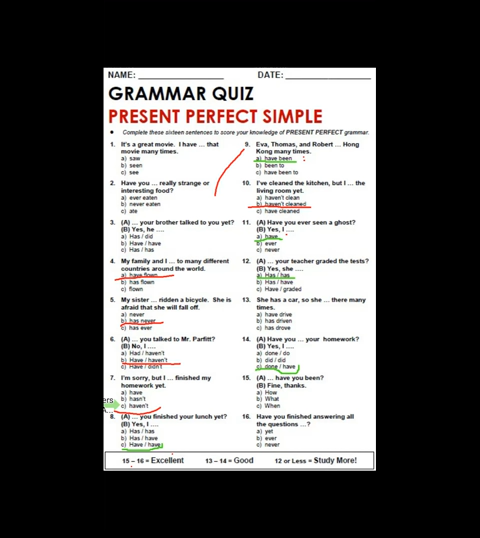 NAME: ____________________ DATE: ____________________
GRAMMAR QUIZ
PRESENT PERFECT SIMPLE
● Complete these sixteen sentences to score your knowledge of PRESENT PERFECT grammar.
1. It's a great movie. I have … that
movie many times.
a) saw
b) seen
c) see
2. Have you … really strange or
interesting food?
a) ever eaten
b) never eaten
c) ate
3. (A) … your brother talked to you yet?
(B) Yes, he ….
a) Has / did
b) Have / have
c) Has / has
4. My family and I … to many different
countries around the world.
a) have flown
b) has flown
c) flown
5. My sister … ridden a bicycle. She is
afraid that she will fall off.
a) never
b) has never
c) has ever
6. (A) … you talked to Mr. Parfitt?
(B) No, I ….
a) Had / haven't
b) Have / haven't
c) Have / didn't
7. I'm sorry, but I … finished my
homework yet.
a) have
b) hasn't
c) haven't
8. (A) … you finished your lunch yet?
(B) Yes, I ….
a) Has / has
b) Has / have
c) Have / have
9. Eva, Thomas, and Robert … Hong
Kong many times.
a) have been
b) been to
c) have been to
10. I've cleaned the kitchen, but I … the
living room yet.
a) haven't clean
b) haven't cleaned
c) have cleaned
11. (A) Have you ever seen a ghost?
(B) Yes, I ….
a) have
b) ever
c) never
12. (A) … your teacher graded the tests?
(B) Yes, she ….
a) Has / has
b) Has / have
c) Have / graded
13. She has a car, so she … there many
times.
a) have drive
b) has driven
c) has drove
14. (A) Have you … your homework?
(B) Yes, I ….
a) done / do
b) did / did
c) done / have
15. (A) … have you been?
(B) Fine, thanks.
a) How
b) What
c) When
16. Have you finished answering all
the questions …?
a) yet
b) ever
c) never
15 – 16 = Excellent 13 – 14 = Good 12 or Less = Study More!